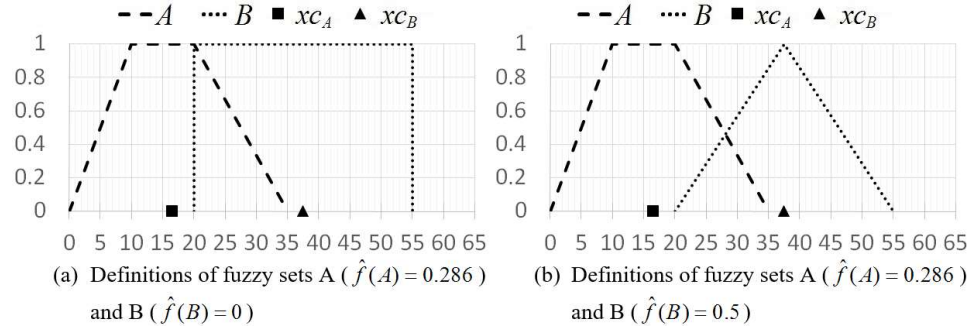 A B xc_A xc_B
1
0.8
0.6
0.4
0.2
0
0 5 10 15 20 25 30 35 40 45 50 55 60 65
(a) Definitions of fuzzy sets A ( f̂(A) = 0.286 )
and B ( f̂(B) = 0 )
A B xc_A xc_B
1
0.8
0.6
0.4
0.2
0
0 5 10 15 20 25 30 35 40 45 50 55 60 65
(b) Definitions of fuzzy sets A ( f̂(A) = 0.286 )
and B ( f̂(B) = 0.5 )